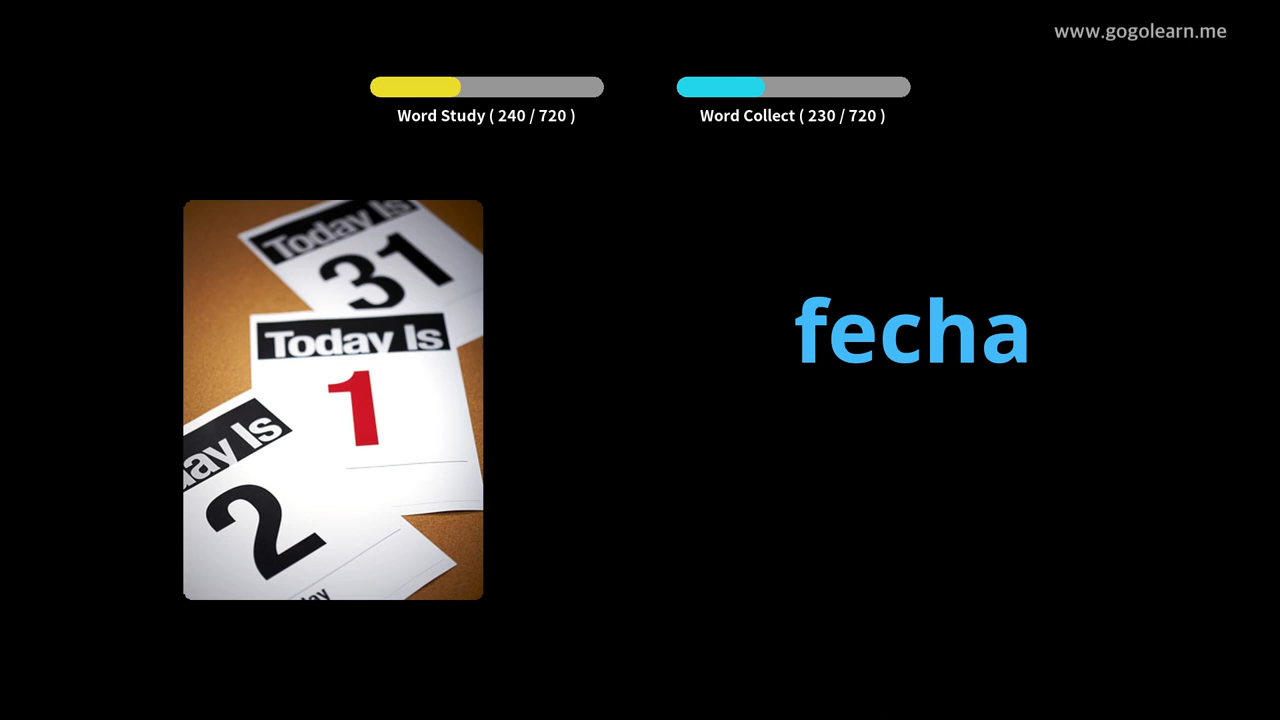 www.gogolearn.me
Word Study ( 240 / 720 )
Word Collect ( 230 / 720 )
Today Is
31
Today Is
1
ay Is
2
fecha